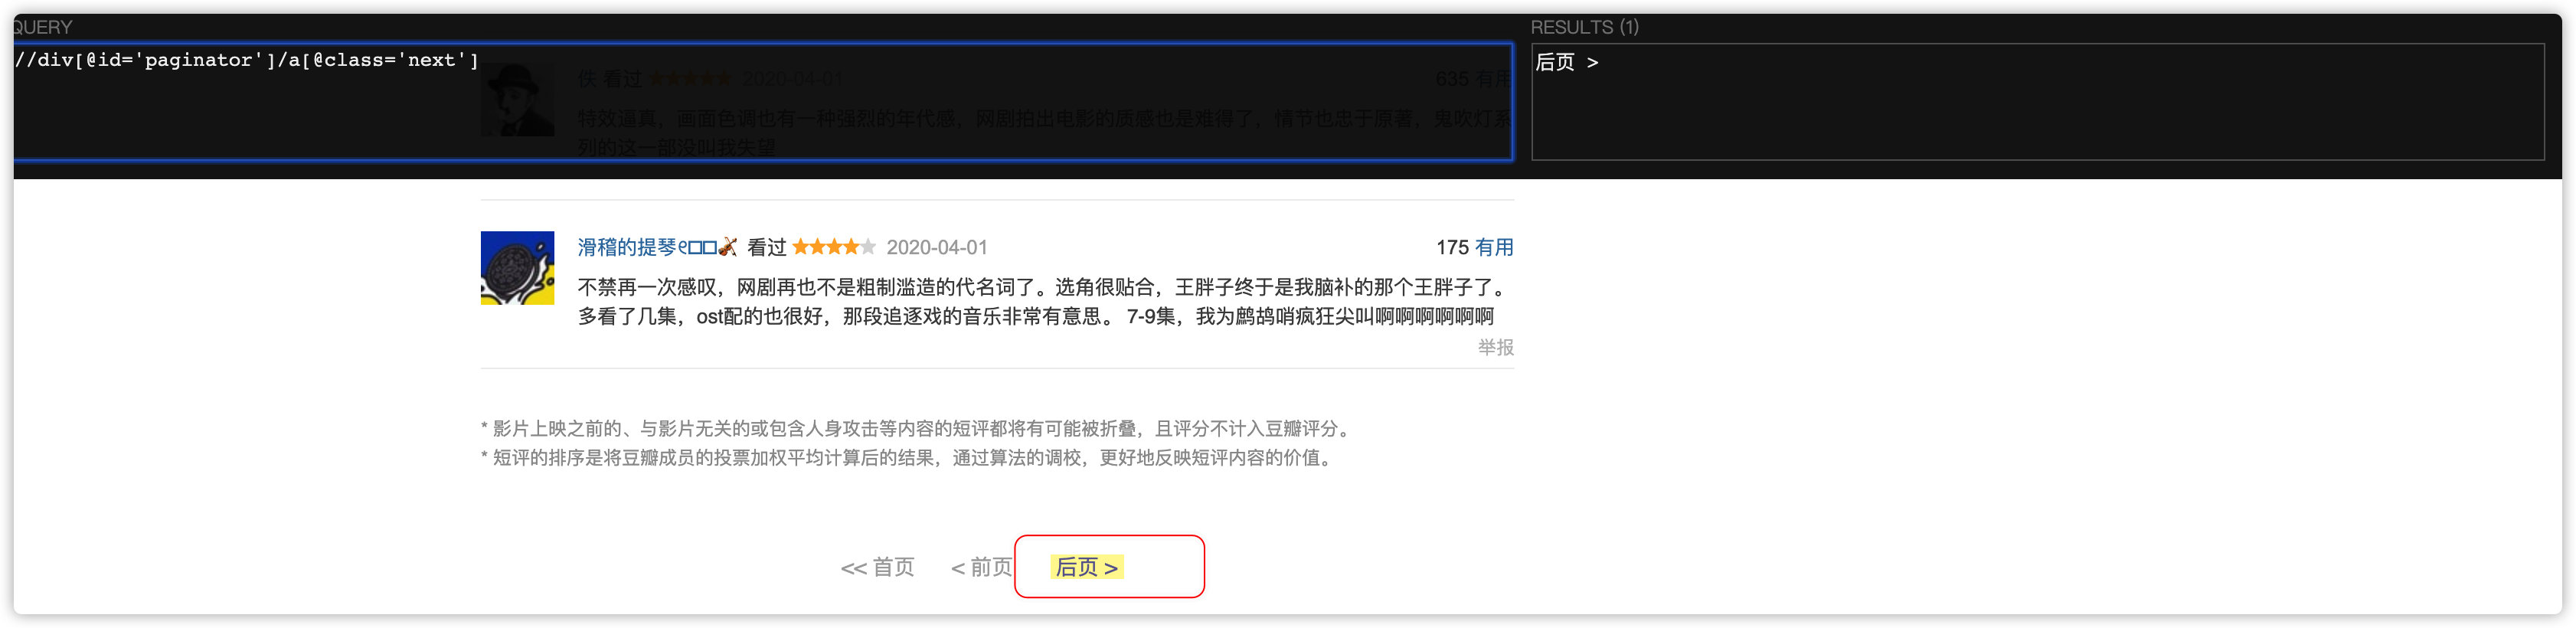 QUERY
RESULTS (1)
//div[@id='paginator']/a[@class='next']
后页 >
佚 看过 2020-04-01 635 有用
特效逼真，画面色调也有一种强烈的年代感，网剧拍出电影的质感也是难得了，情节也忠于原著，鬼吹灯系
列的这一部没叫我失望
滑稽的提琴 看过 2020-04-01 175 有用
不禁再一次感叹，网剧再也不是粗制滥造的代名词了。选角很贴合，王胖子终于是我脑补的那个王胖子了。
多看了几集，ost配的也很好，那段追逐戏的音乐非常有意思。 7-9集，我为鹧鸪哨疯狂尖叫啊啊啊啊啊啊
举报
* 影片上映之前的、与影片无关的或包含人身攻击等内容的短评都将有可能被折叠，且评分不计入豆瓣评分。
* 短评的排序是将豆瓣成员的投票加权平均计算后的结果，通过算法的调校，更好地反映短评内容的价值。
<< 首页 < 前页 后页 >